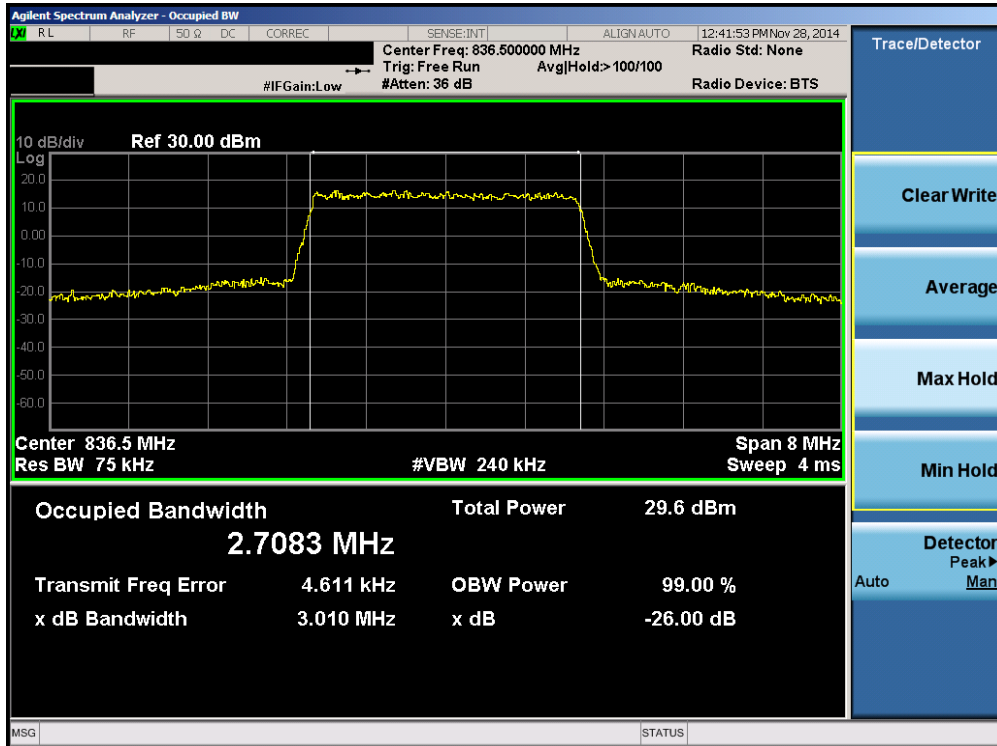 Agilent Spectrum Analyzer - Occupied BW
LXI RL RF 50 Ω DC CORREC SENSE:INT ALIGN AUTO 12:41:53 PM Nov 28, 2014
Center Freq: 836.500000 MHz Radio Std: None
Trig: Free Run Avg|Hold:>100/100
#IFGain:Low #Atten: 36 dB Radio Device: BTS
Trace/Detector
10 dB/div Ref 30.00 dBm
Log
20.0
10.0
0.00
-10.0
-20.0
-30.0
-40.0
-50.0
-60.0
Center 836.5 MHz Span 8 MHz
Res BW 75 kHz #VBW 240 kHz Sweep 4 ms
Occupied Bandwidth Total Power 29.6 dBm
2.7083 MHz
Transmit Freq Error 4.611 kHz OBW Power 99.00 %
x dB Bandwidth 3.010 MHz x dB -26.00 dB
Clear Write
Average
Max Hold
Min Hold
Detector
Peak▶
Auto Man
MSG STATUS